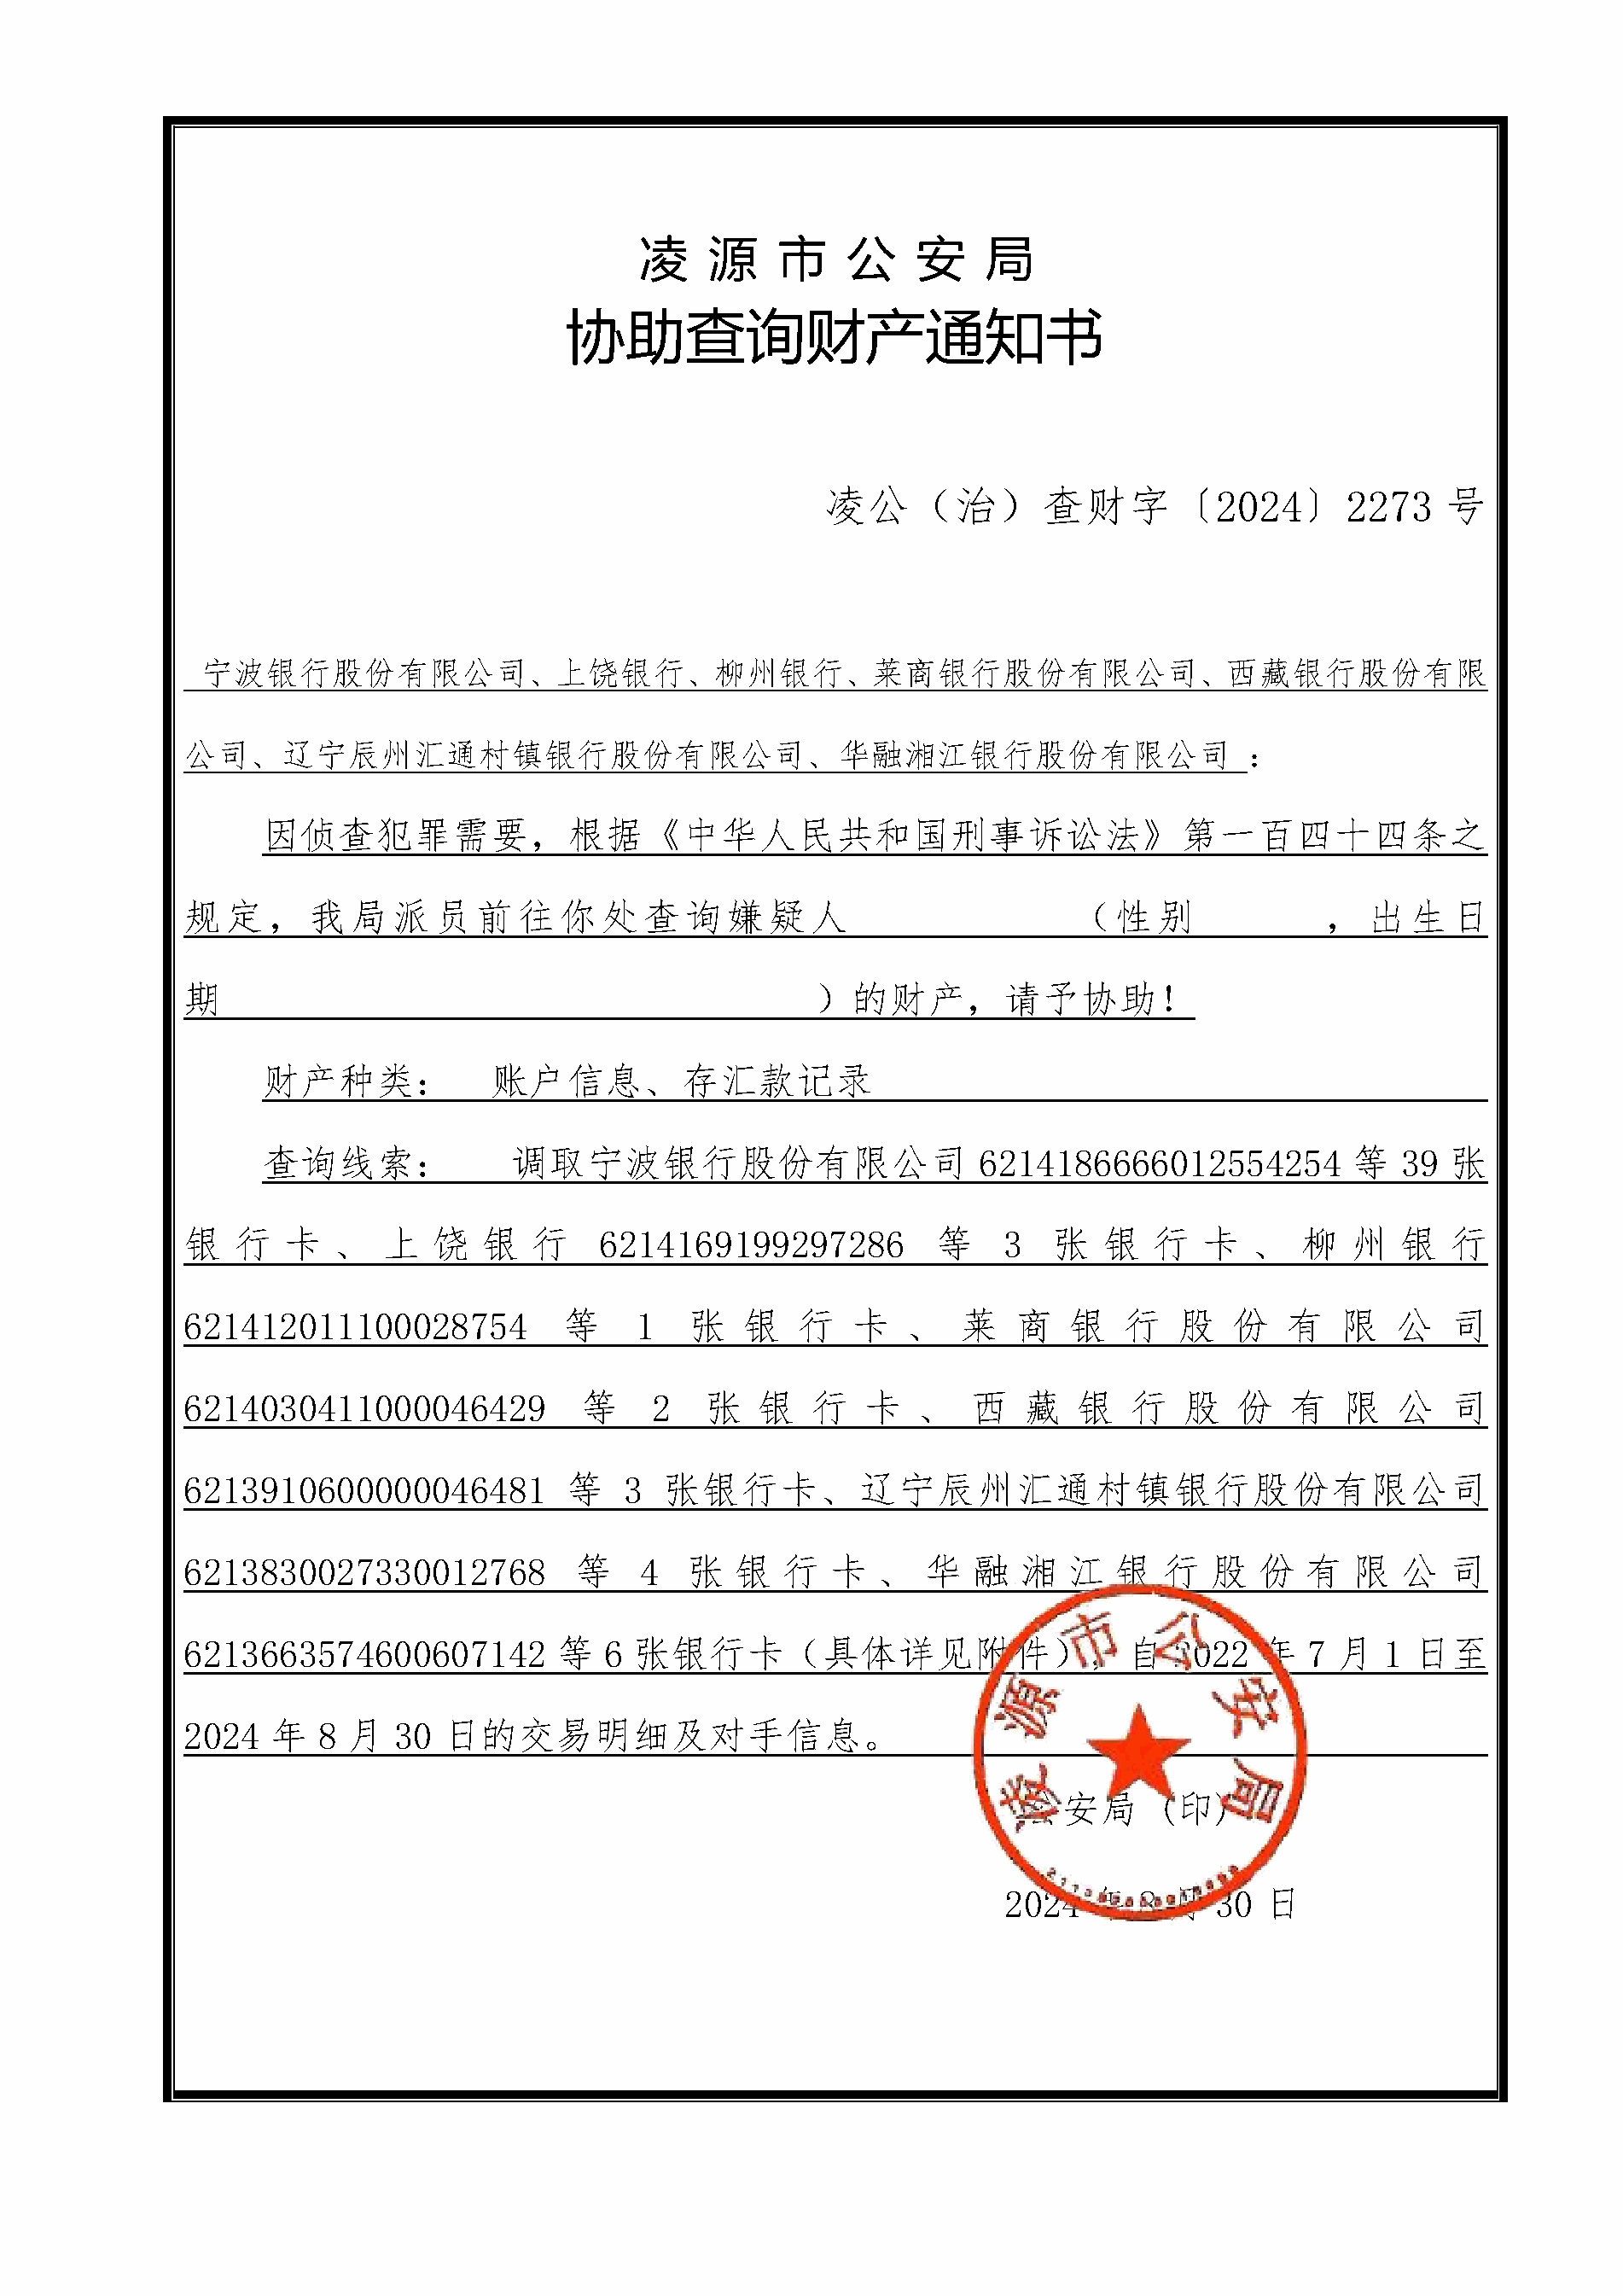 凌源市公安局
协助查询财产通知书
凌公（治）查财字〔2024〕2273 号
宁波银行股份有限公司、上饶银行、柳州银行、莱商银行股份有限公司、西藏银行股份有限
公司、辽宁辰州汇通村镇银行股份有限公司、华融湘江银行股份有限公司 ：
因侦查犯罪需要，根据《中华人民共和国刑事诉讼法》第一百四十四条之
规定，我局派员前往你处查询嫌疑人 （性别 ，出生日
期 ）的财产，请予协助！
财产种类： 账户信息、存汇款记录
查询线索： 调取宁波银行股份有限公司 6214186666012554254 等 39 张
银行卡、上饶银行 6214169199297286 等 3 张银行卡、柳州银行
621412011100028754 等 1 张银行卡、莱商银行股份有限公司
6214030411000046429 等 2 张银行卡、西藏银行股份有限公司
6213910600000046481 等 3 张银行卡、辽宁辰州汇通村镇银行股份有限公司
6213830027330012768 等 4 张银行卡、华融湘江银行股份有限公司
6213663574600607142 等 6 张银行卡（具体详见附件），自 2022 年 7 月 1 日至
2024 年 8 月 30 日的交易明细及对手信息。
凌源市公安局
公安局（印）
2024 年 8 月 30 日